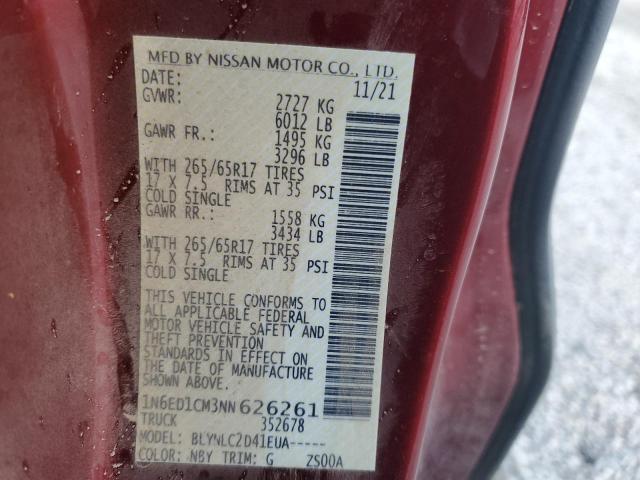 MFD BY NISSAN MOTOR CO., LTD.
DATE: 11/21
GVWR: 2727 KG
6012 LB
GAWR FR.: 1495 KG
3296 LB
WITH 265/65R17 TIRES
17 X 7.5 RIMS AT 35 PSI
COLD SINGLE
GAWR RR.: 1558 KG
3434 LB
WITH 265/65R17 TIRES
17 X 7.5 RIMS AT 35 PSI
COLD SINGLE
THIS VEHICLE CONFORMS TO
ALL APPLICABLE FEDERAL
MOTOR VEHICLE SAFETY AND
THEFT PREVENTION
STANDARDS IN EFFECT ON
THE DATE OF MANUFACTURE
SHOWN ABOVE.
1N6ED1CM3NN626261
TRUCK 352678
MODEL: BLYNLC2D41EUA-----
COLOR: NBY TRIM: G ZS00A